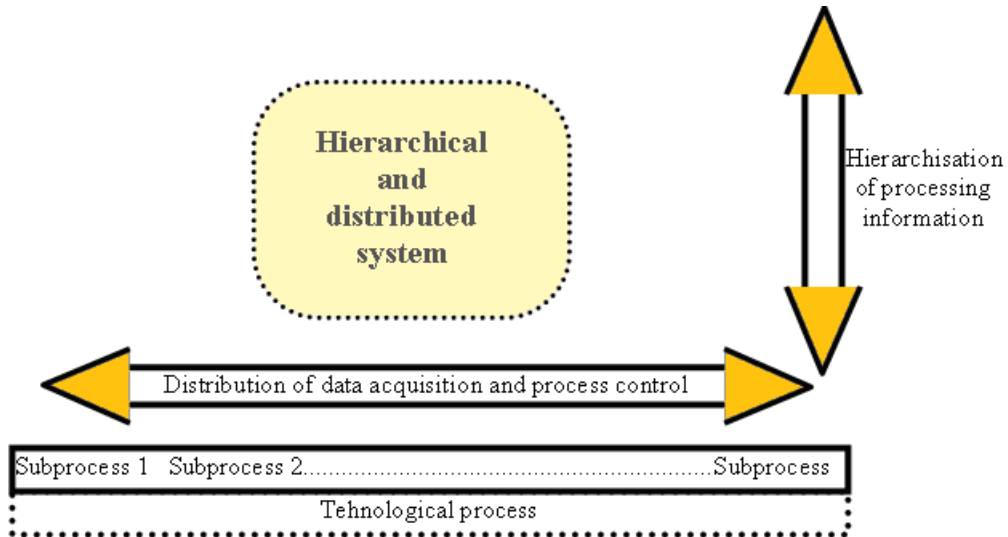 Hierarchical
and
distributed
system
Hierarchisation
of processing
information
Distribution of data acquisition and process control
Subprocess 1 Subprocess 2..........................................................................Subprocess
Tehnological process